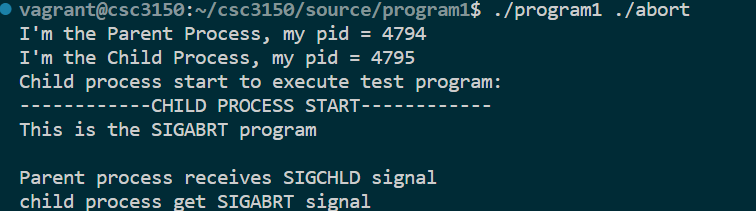 vagrant@csc3150:~/csc3150/source/program1$ ./program1 ./abort
I'm the Parent Process, my pid = 4794
I'm the Child Process, my pid = 4795
Child process start to execute test program:
------------CHILD PROCESS START------------
This is the SIGABRT program
Parent process receives SIGCHLD signal
child process get SIGABRT signal